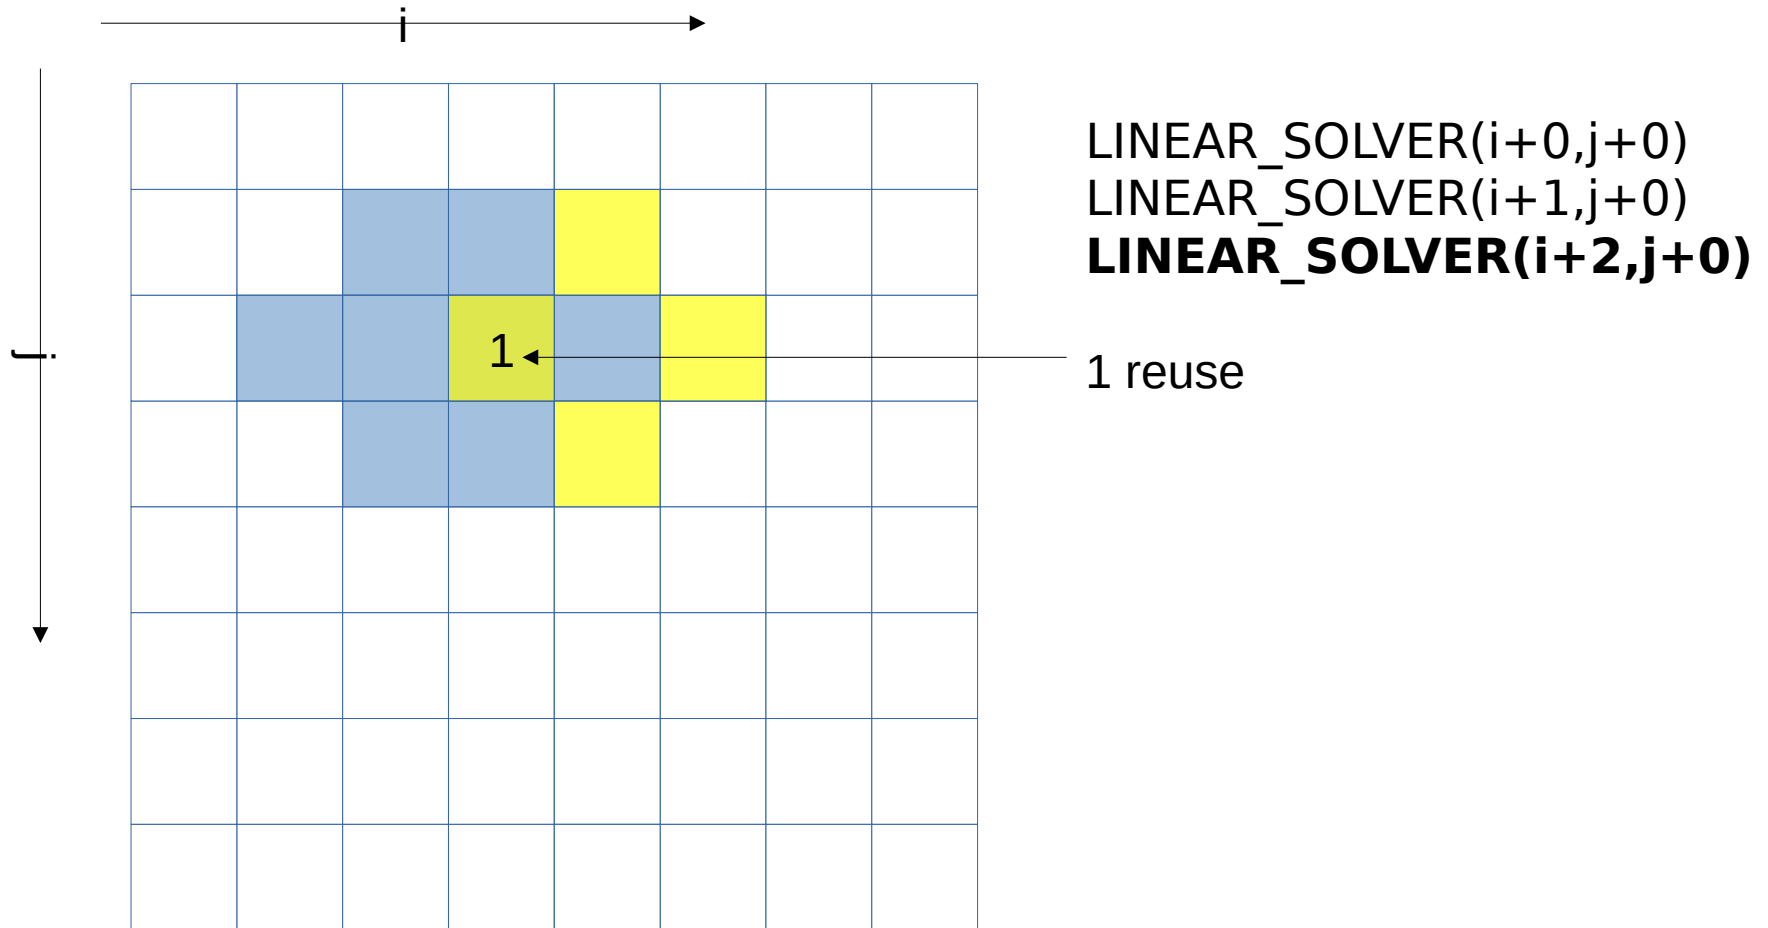 i
j
LINEAR_SOLVER(i+0,j+0)
LINEAR_SOLVER(i+1,j+0)
LINEAR_SOLVER(i+2,j+0)
1
1 reuse